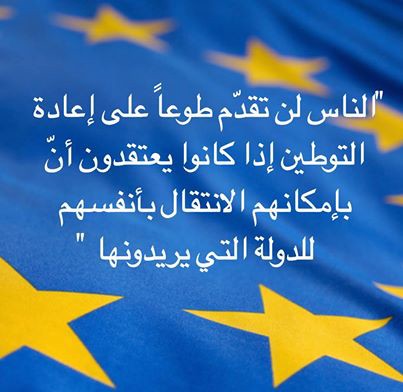 "الناس لن تقدّم طوعاً على إعادة
التوطين إذا كانوا يعتقدون أنّ
بإمكانهم الانتقال بأنفسهم
للدولة التي يريدونها "